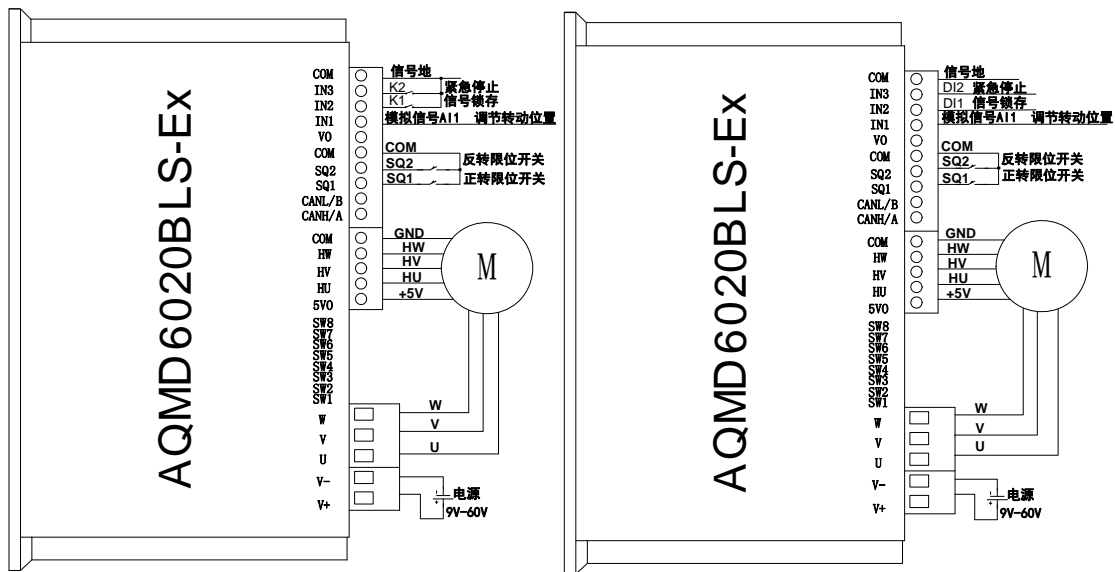 AQMD6020BLS-Ex
COM 信号地
IN3 K2 紧急停止
IN2 K1 信号锁存
IN1 模拟信号AI1 调节转动位置
VO
COM COM
SQ2 SQ2 反转限位开关
SQ1 SQ1 正转限位开关
CANL/B
CANH/A
COM GND
HW HW
HV HV
HU HU
5VO +5V
M
SW8
SW7
SW6
SW5
SW4
SW3
SW2
SW1
W W
V V
U U
V- 电源
V+ 9V-60V
AQMD6020BLS-Ex
COM 信号地
IN3 DI2 紧急停止
IN2 DI1 信号锁存
IN1 模拟信号AI1 调节转动位置
VO
COM COM
SQ2 SQ2 反转限位开关
SQ1 SQ1 正转限位开关
CANL/B
CANH/A
COM GND
HW HW
HV HV
HU HU
5VO +5V
M
SW8
SW7
SW6
SW5
SW4
SW3
SW2
SW1
W W
V V
U U
V- 电源
V+ 9V-60V